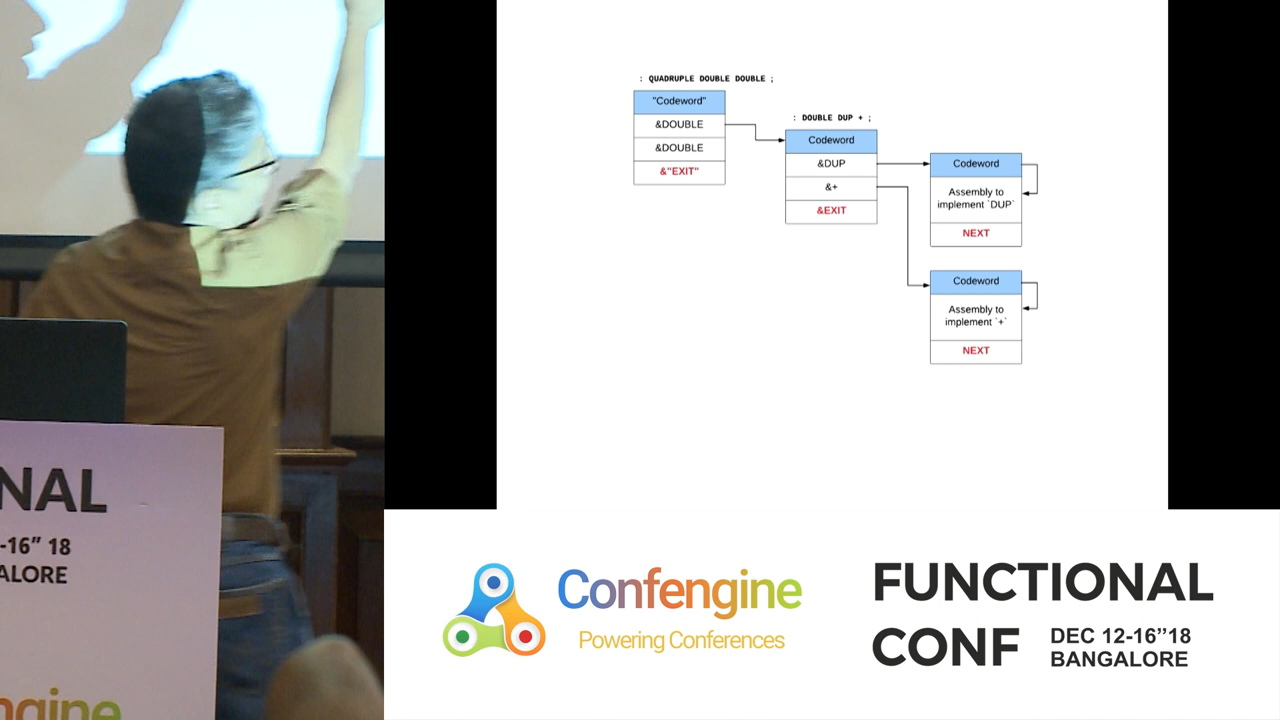 : QUADRUPLE DOUBLE DOUBLE ;
"Codeword"
&DOUBLE
&DOUBLE
&"EXIT"
: DOUBLE DUP + ;
Codeword
&DUP
&+
&EXIT
Codeword
Assembly to
implement `DUP`
NEXT
Codeword
Assembly to
implement `+`
NEXT
NAL
-16” 18
ALORE
ngine
Confengine
Powering Conferences
FUNCTIONAL
CONF
DEC 12-16”18
BANGALORE